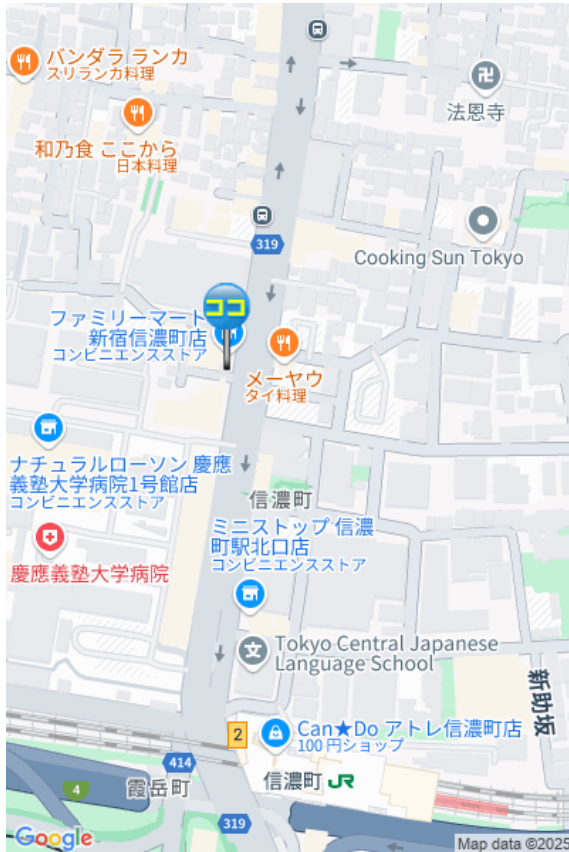 バンダラ ランカ
スリランカ料理
法恩寺
和乃食 ここから
日本料理
319
Cooking Sun Tokyo
ココ
ファミリーマート
新宿信濃町店
コンビニエンスストア
メーヤウ
タイ料理
ナチュラルローソン 慶應
義塾大学病院1号館店
コンビニエンスストア
信濃町
ミニストップ 信濃
町駅北口店
コンビニエンスストア
慶應義塾大学病院
文
Tokyo Central Japanese
Language School
新助坂
2
Can★Do アトレ信濃町店
100 円ショップ
414
信濃町 JR
4
霞岳町
319
Google
Map data ©2025